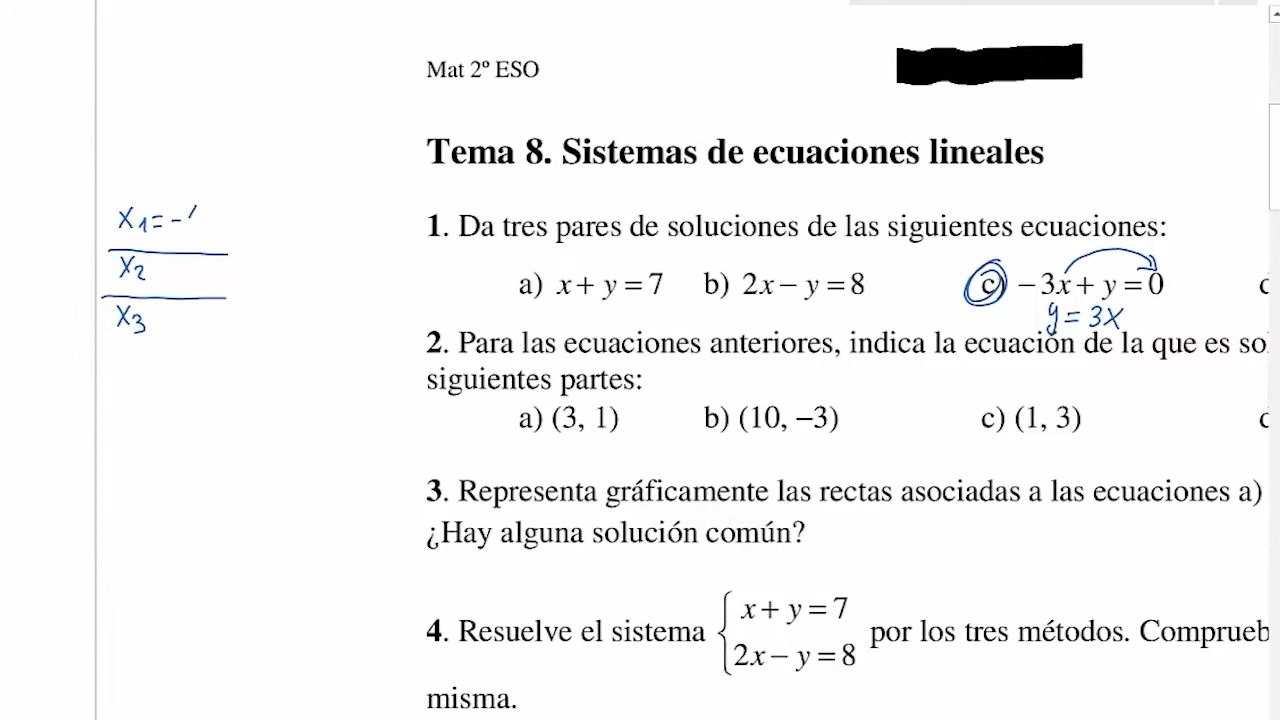 Mat 2º ESO
Tema 8. Sistemas de ecuaciones lineales
x1=-1
x2
x3
1. Da tres pares de soluciones de las siguientes ecuaciones:
a) x + y = 7 b) 2x − y = 8 c) −3x + y = 0
y = 3x
2. Para las ecuaciones anteriores, indica la ecuación de la que es so
siguientes partes:
a) (3, 1) b) (10, −3) c) (1, 3)
3. Representa gráficamente las rectas asociadas a las ecuaciones a)
¿Hay alguna solución común?
4. Resuelve el sistema { x + y = 7
2x − y = 8 por los tres métodos. Comprueb
misma.